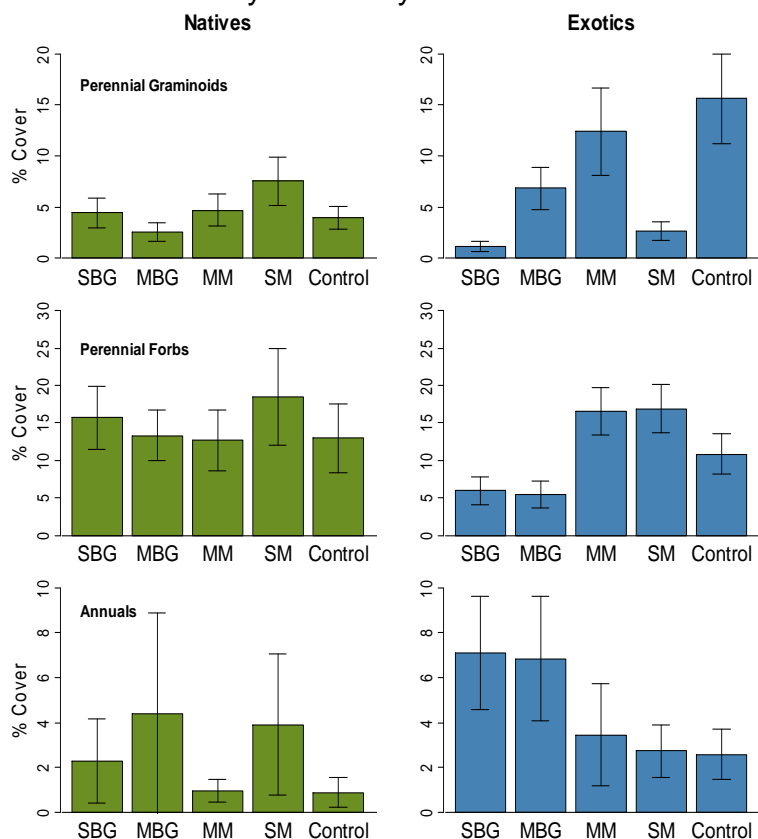 Natives
Exotics
Perennial Graminoids
% Cover
0 5 10 15 20
SBG MBG MM SM Control
0 5 10 15 20
SBG MBG MM SM Control
Perennial Forbs
% Cover
0 5 10 15 20 25 30
SBG MBG MM SM Control
0 5 10 15 20 25 30
SBG MBG MM SM Control
Annuals
% Cover
0 2 4 6 8 10
SBG MBG MM SM Control
0 2 4 6 8 10
SBG MBG MM SM Control